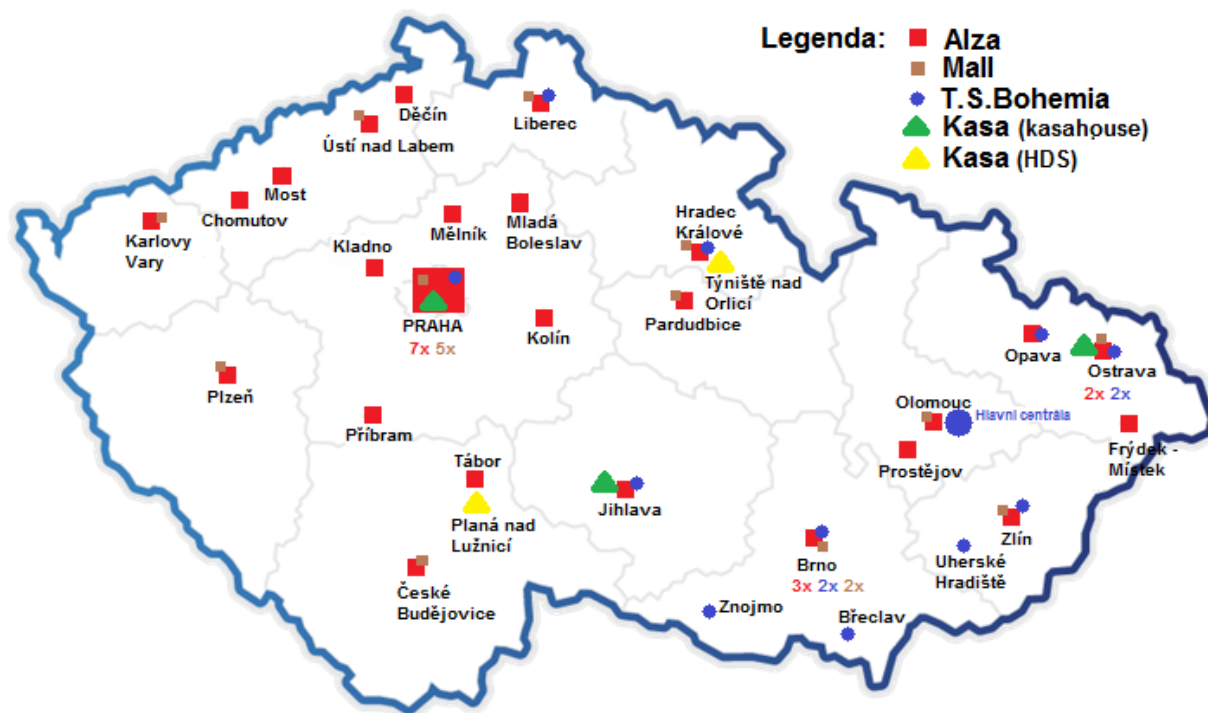 Legenda:
Alza
Mall
T.S.Bohemia
Kasa (kasahouse)
Kasa (HDS)
Děčín
Ústí nad Labem
Liberec
Most
Chomutov
Karlovy
Vary
Kladno
Mělník
Mladá
Boleslav
Hradec
Králové
Týniště nad
Orlicí
Pardudbice
PRAHA
7x 5x
Kolín
Plzeň
Příbram
Opava
Ostrava
2x 2x
Olomouc
Hlavní centrála
Prostějov
Frýdek -
Místek
Tábor
Planá nad
Lužnicí
Jihlava
České
Budějovice
Brno
3x 2x 2x
Zlín
Uherské
Hradiště
Znojmo
Břeclav